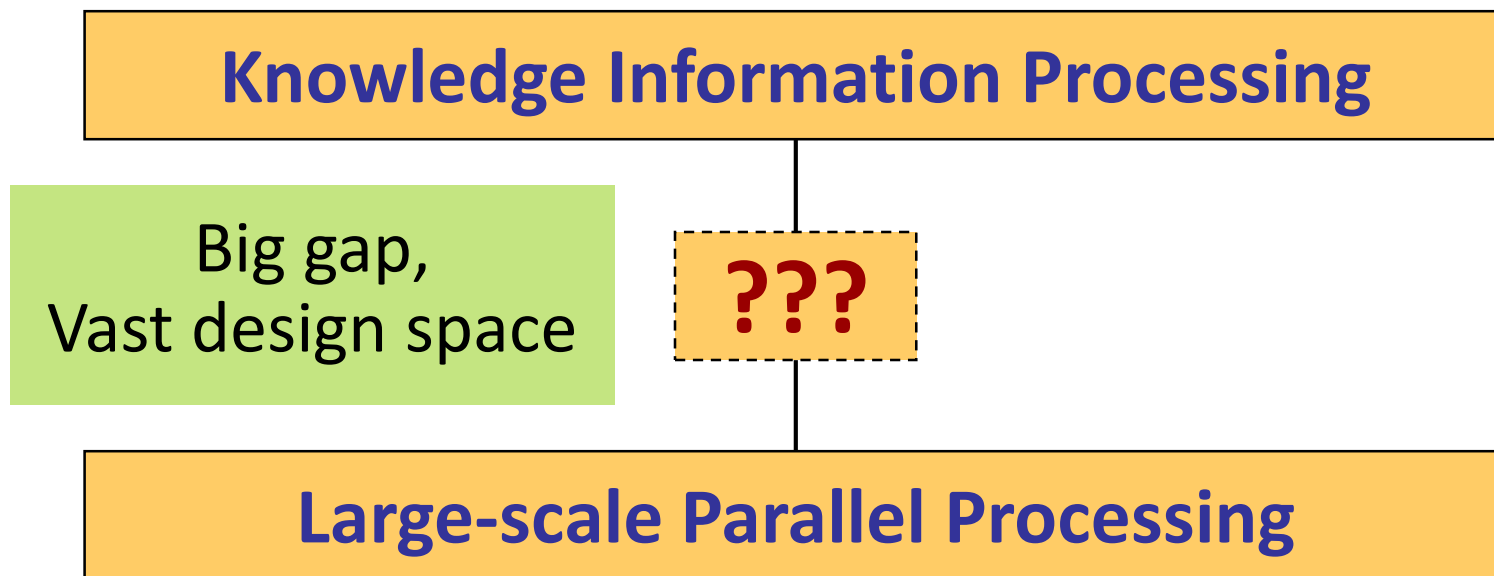 Knowledge Information Processing
Big gap,
Vast design space
???
Large-scale Parallel Processing